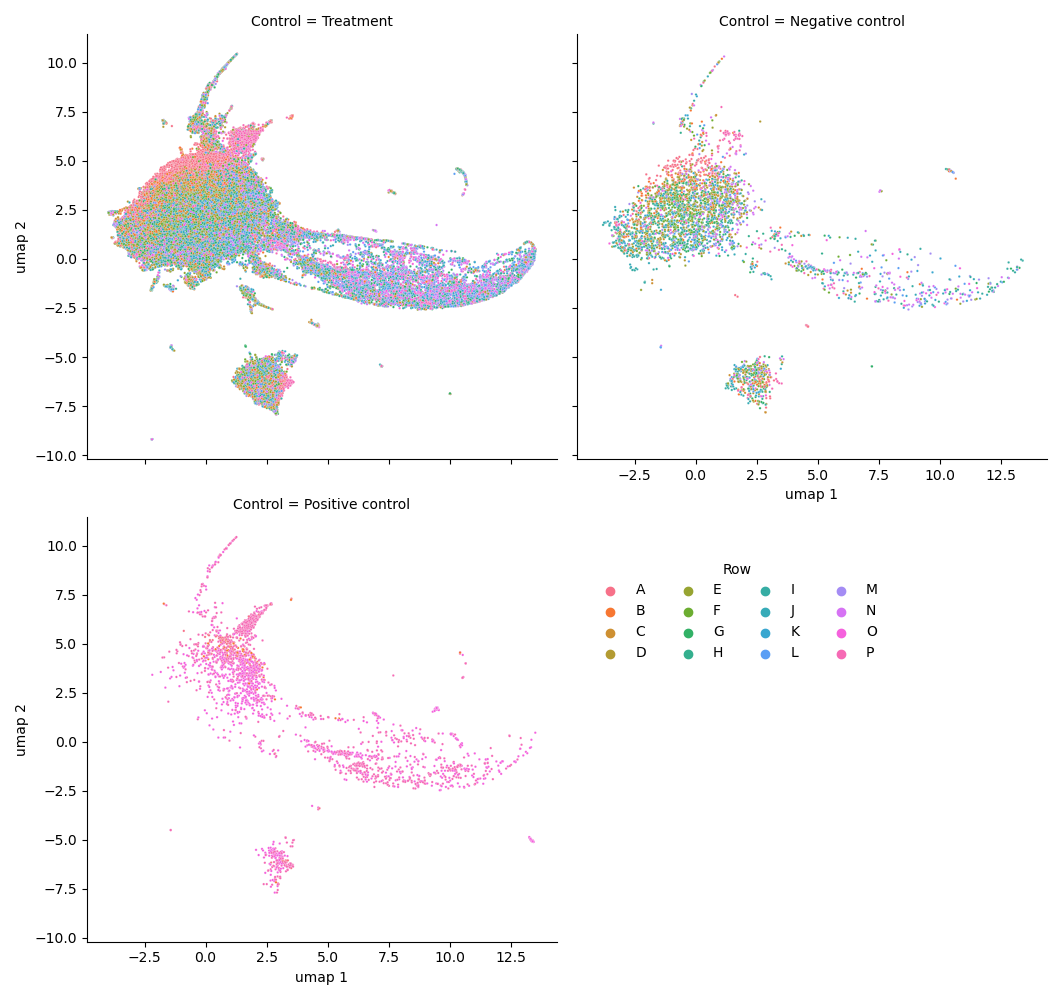 Control = Treatment
Control = Negative control
10.0
7.5
5.0
2.5
0.0
−2.5
−5.0
−7.5
−10.0
umap 2
−2.5 0.0 2.5 5.0 7.5 10.0 12.5
umap 1
Control = Positive control
10.0
7.5
5.0
2.5
0.0
−2.5
−5.0
−7.5
−10.0
umap 2
−2.5 0.0 2.5 5.0 7.5 10.0 12.5
umap 1
Row
A E I M
B F J N
C G K O
D H L P